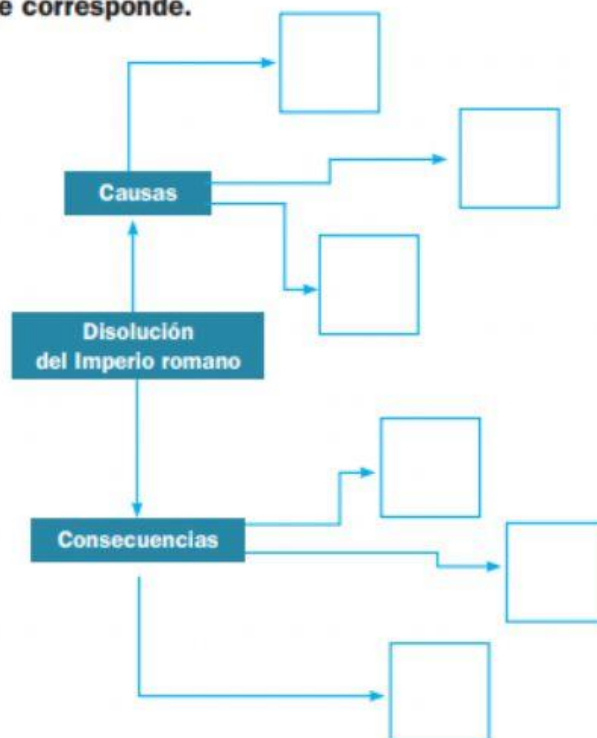 e corresponde.
Causas
Disolución
del Imperio romano
Consecuencias